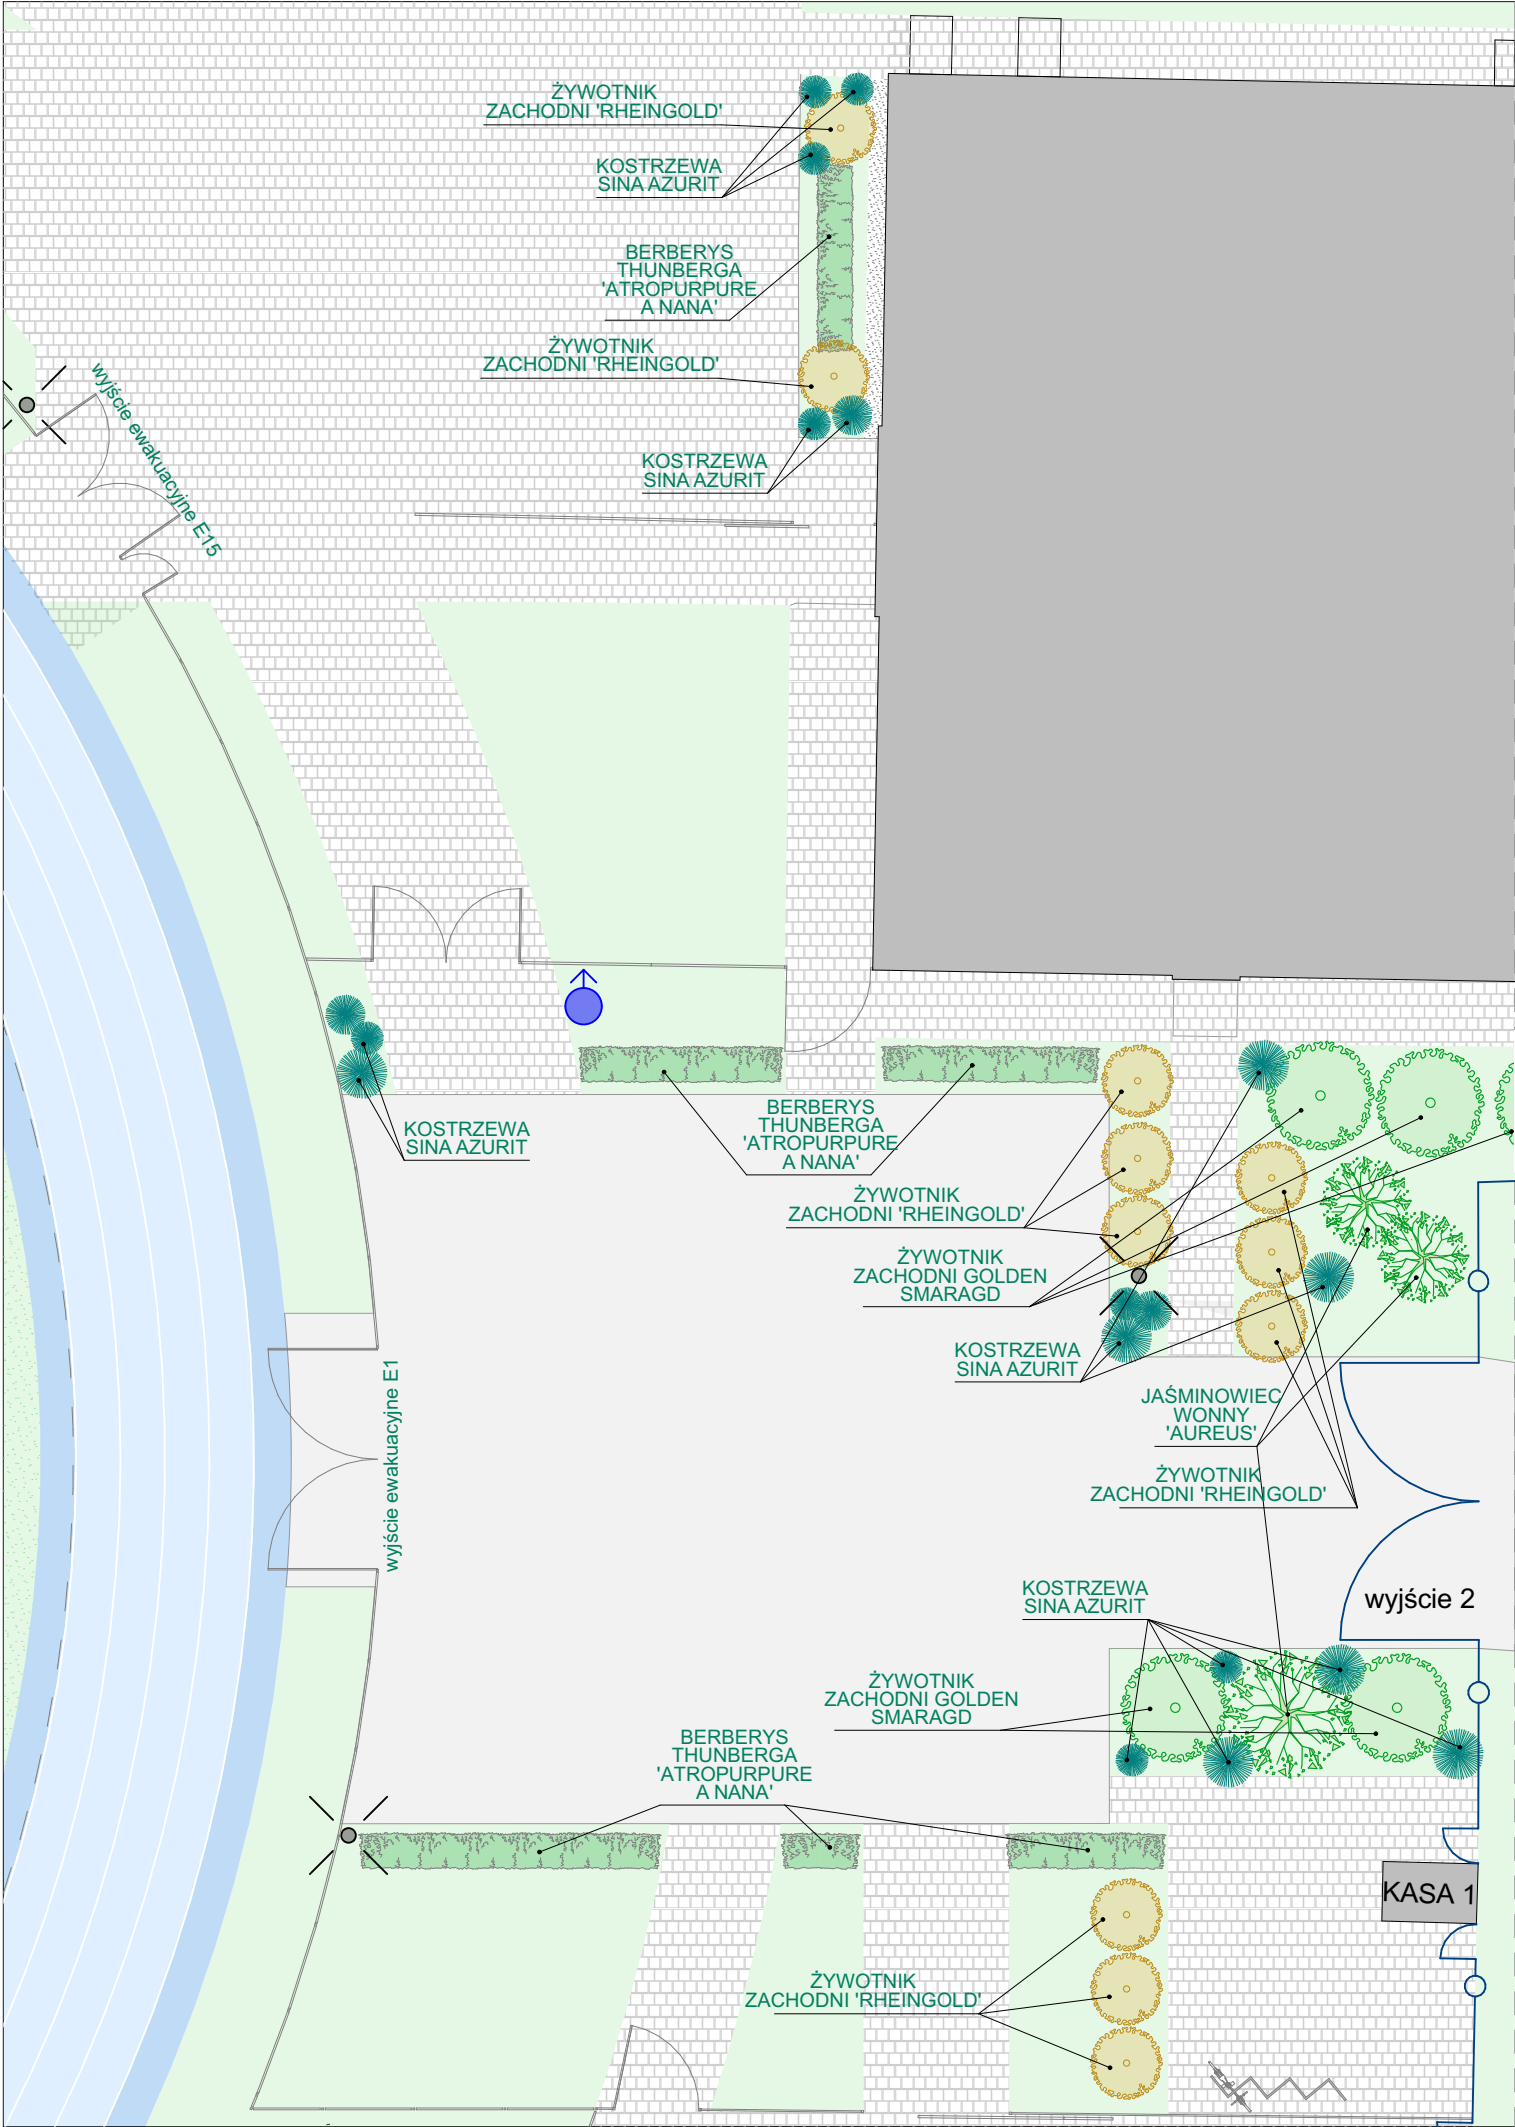 ŻYWOTNIK
ZACHODNI 'RHEINGOLD'
KOSTRZEWA
SINA AZURIT
BERBERYS
THUNBERGA
'ATROPURPURE
A NANA'
ŻYWOTNIK
ZACHODNI 'RHEINGOLD'
wyjście ewakuacyjne E15
KOSTRZEWA
SINA AZURIT
KOSTRZEWA
SINA AZURIT
BERBERYS
THUNBERGA
'ATROPURPURE
A NANA'
ŻYWOTNIK
ZACHODNI 'RHEINGOLD'
ŻYWOTNIK
ZACHODNI GOLDEN
SMARAGD
KOSTRZEWA
SINA AZURIT
wyjście ewakuacyjne E1
JAŚMINOWIEC
WONNY
'AUREUS'
ŻYWOTNIK
ZACHODNI 'RHEINGOLD'
KOSTRZEWA
SINA AZURIT
wyjście 2
ŻYWOTNIK
ZACHODNI GOLDEN
SMARAGD
BERBERYS
THUNBERGA
'ATROPURPURE
A NANA'
KASA 1
ŻYWOTNIK
ZACHODNI 'RHEINGOLD'